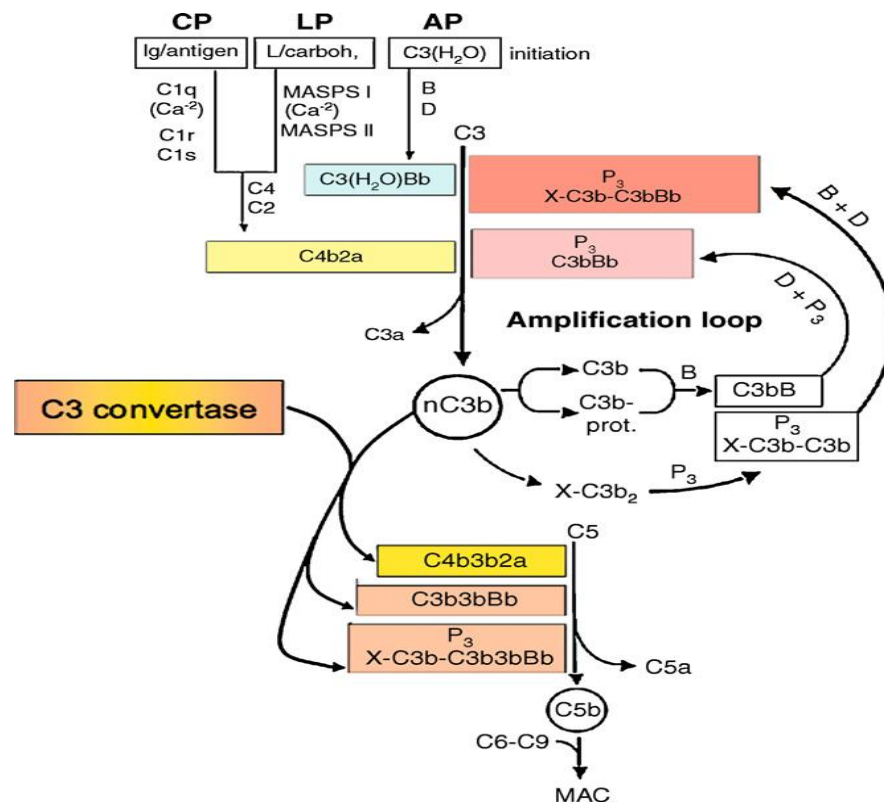 CP LP AP
Ig/antigen L/carboh, C3(H₂O) initiation
C1q
(Ca⁻²)
C1r
C1s
MASPS I
(Ca⁻²)
MASPS II
B
D
C3
C4
C2
C3(H₂O)Bb
P₃
X-C3b-C3bBb
C4b2a
P₃
C3bBb
B + D
D + P₃
C3a
Amplification loop
C3 convertase
nC3b
C3b
C3b-
prot.
B
C3bB
P₃
X-C3b-C3b
X-C3b₂
P₃
C5
C4b3b2a
C3b3bBb
P₃
X-C3b-C3b3bBb
C5a
C5b
C6-C9
MAC